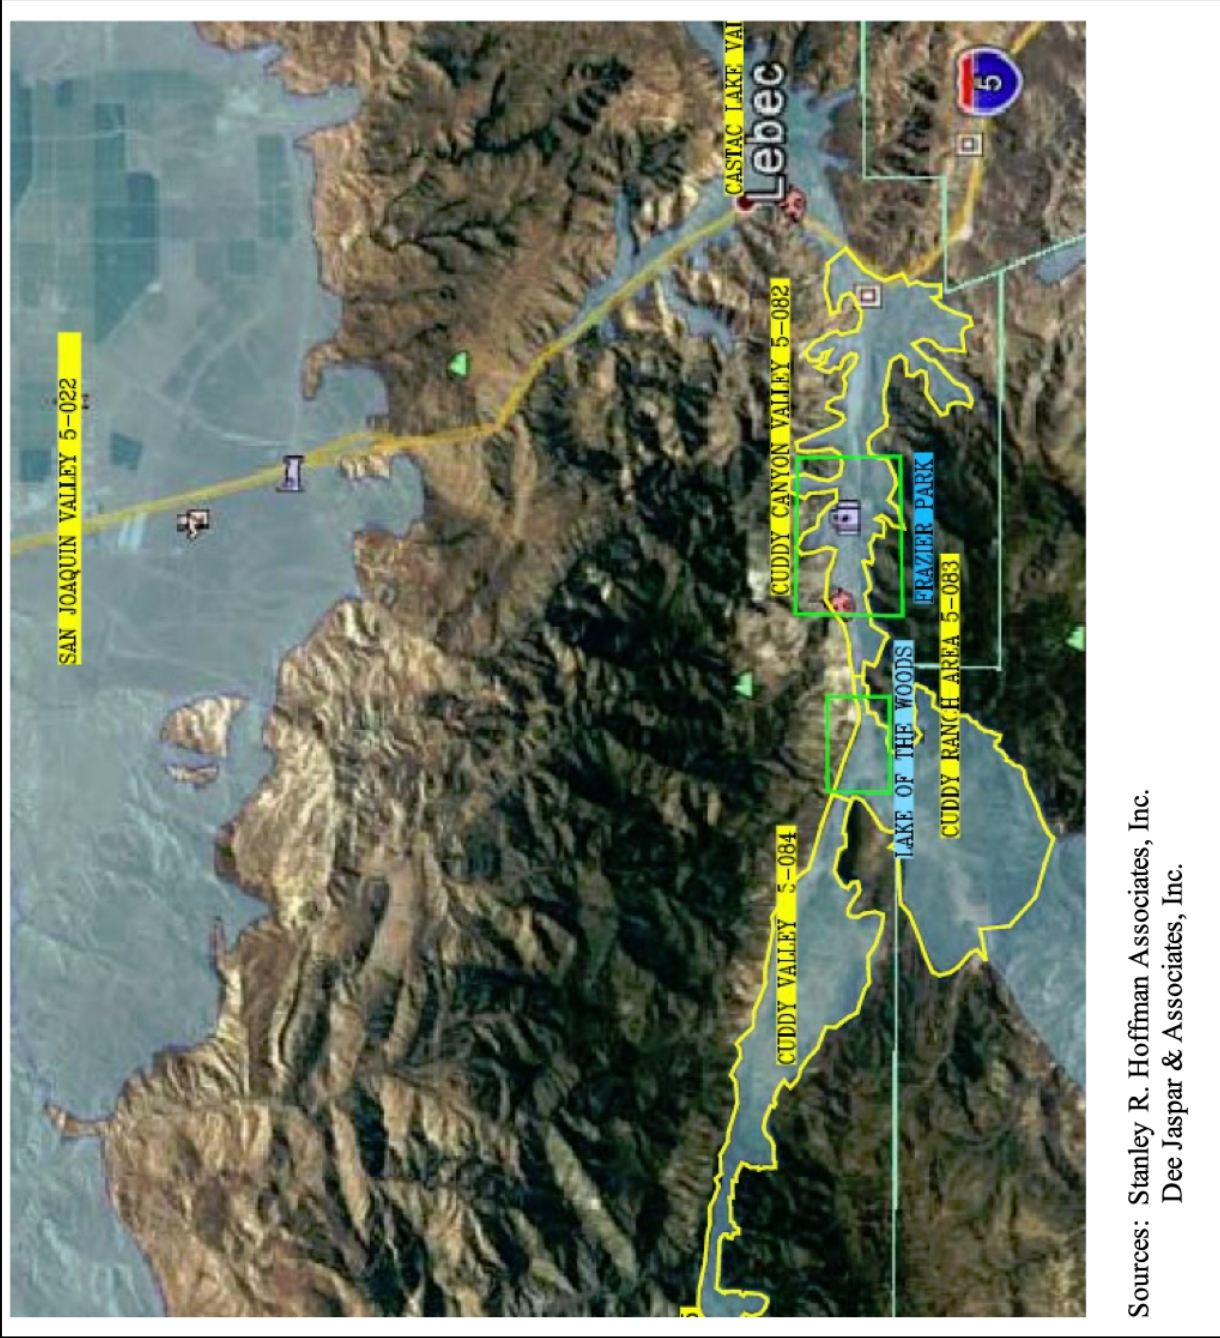 SAN JOAQUIN VALLEY 5-022
CASTAC LAKE VAL
Lebec
5
CUDDY CANYON VALLEY 5-082
FRAZIER PARK
LAKE OF THE WOODS
CUDDY RANCH AREA 5-083
CUDDY VALLEY 5-084
5
Sources: Stanley R. Hoffman Associates, Inc.
Dee Jaspar & Associates, Inc.